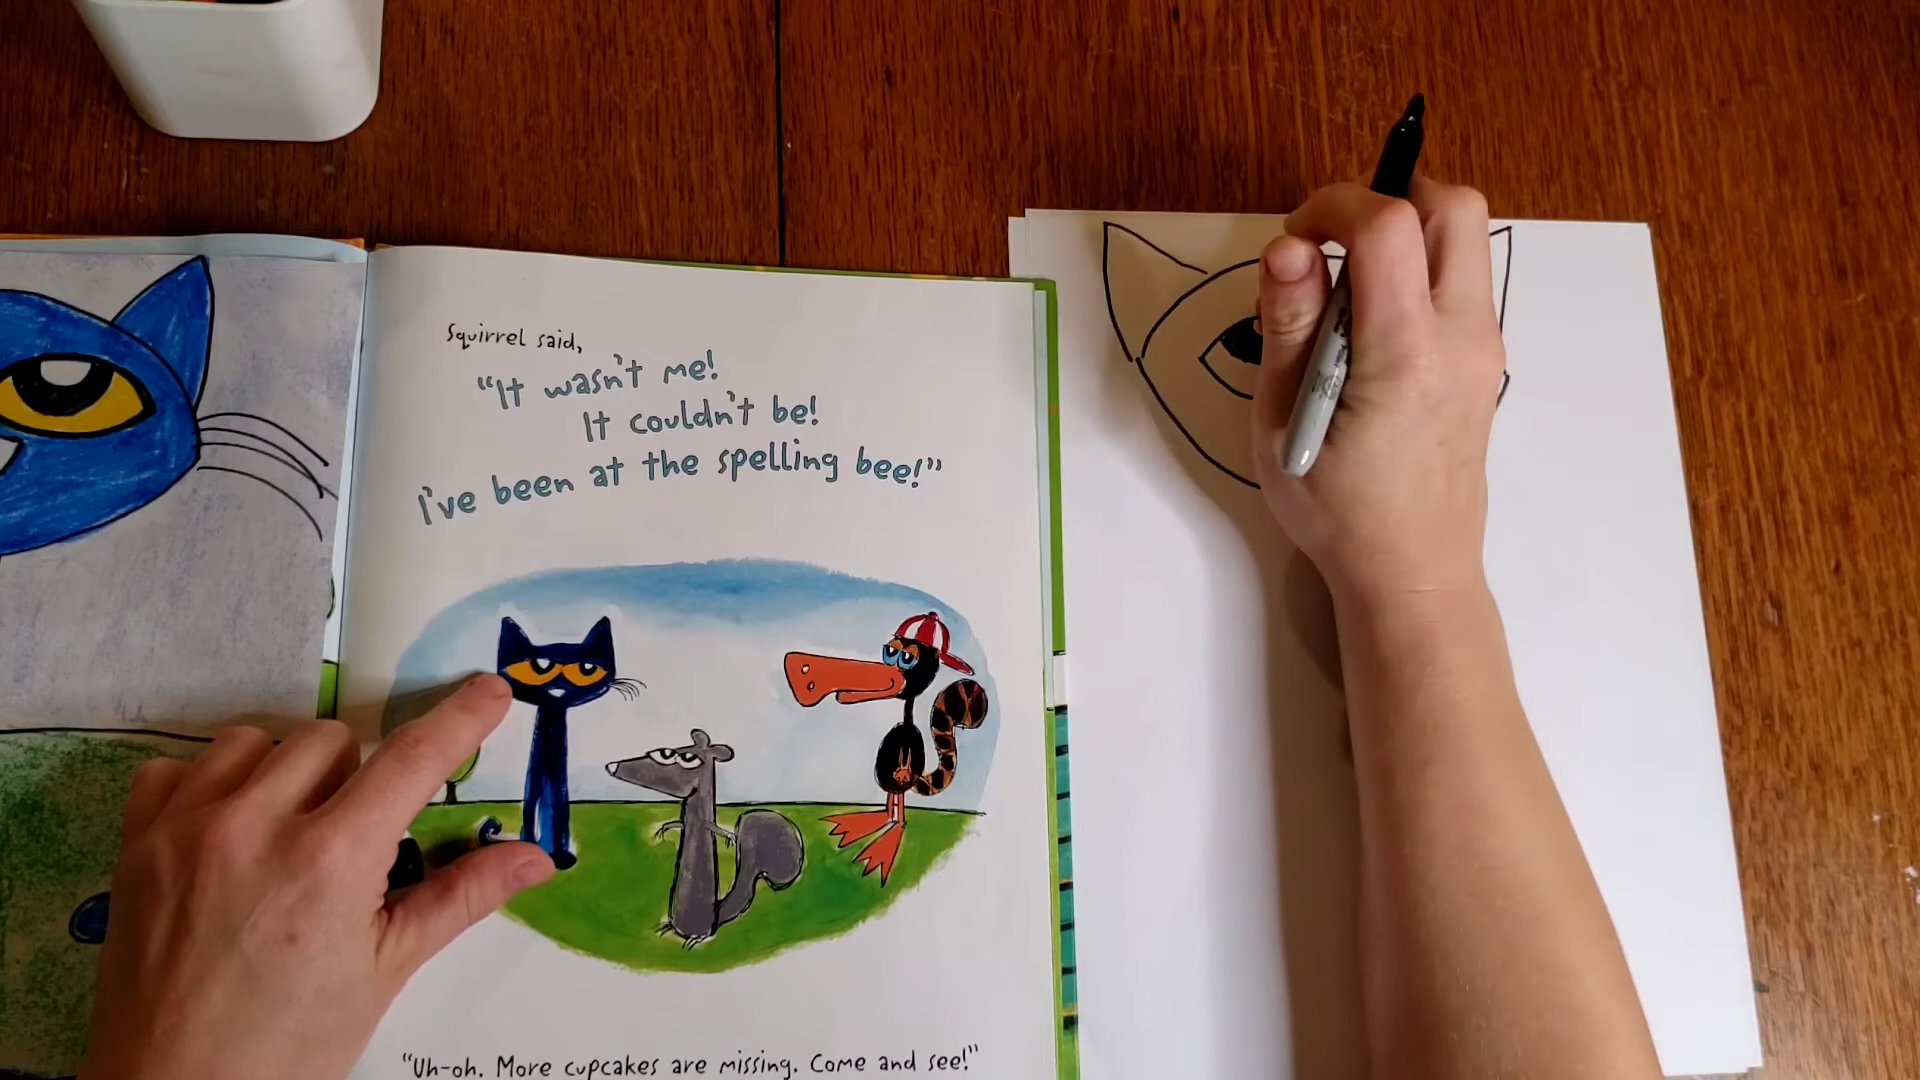 Squirrel said,
"It wasn't me!
It couldn't be!
I've been at the spelling bee!"
"Uh-oh. More cupcakes are missing. Come and see!"